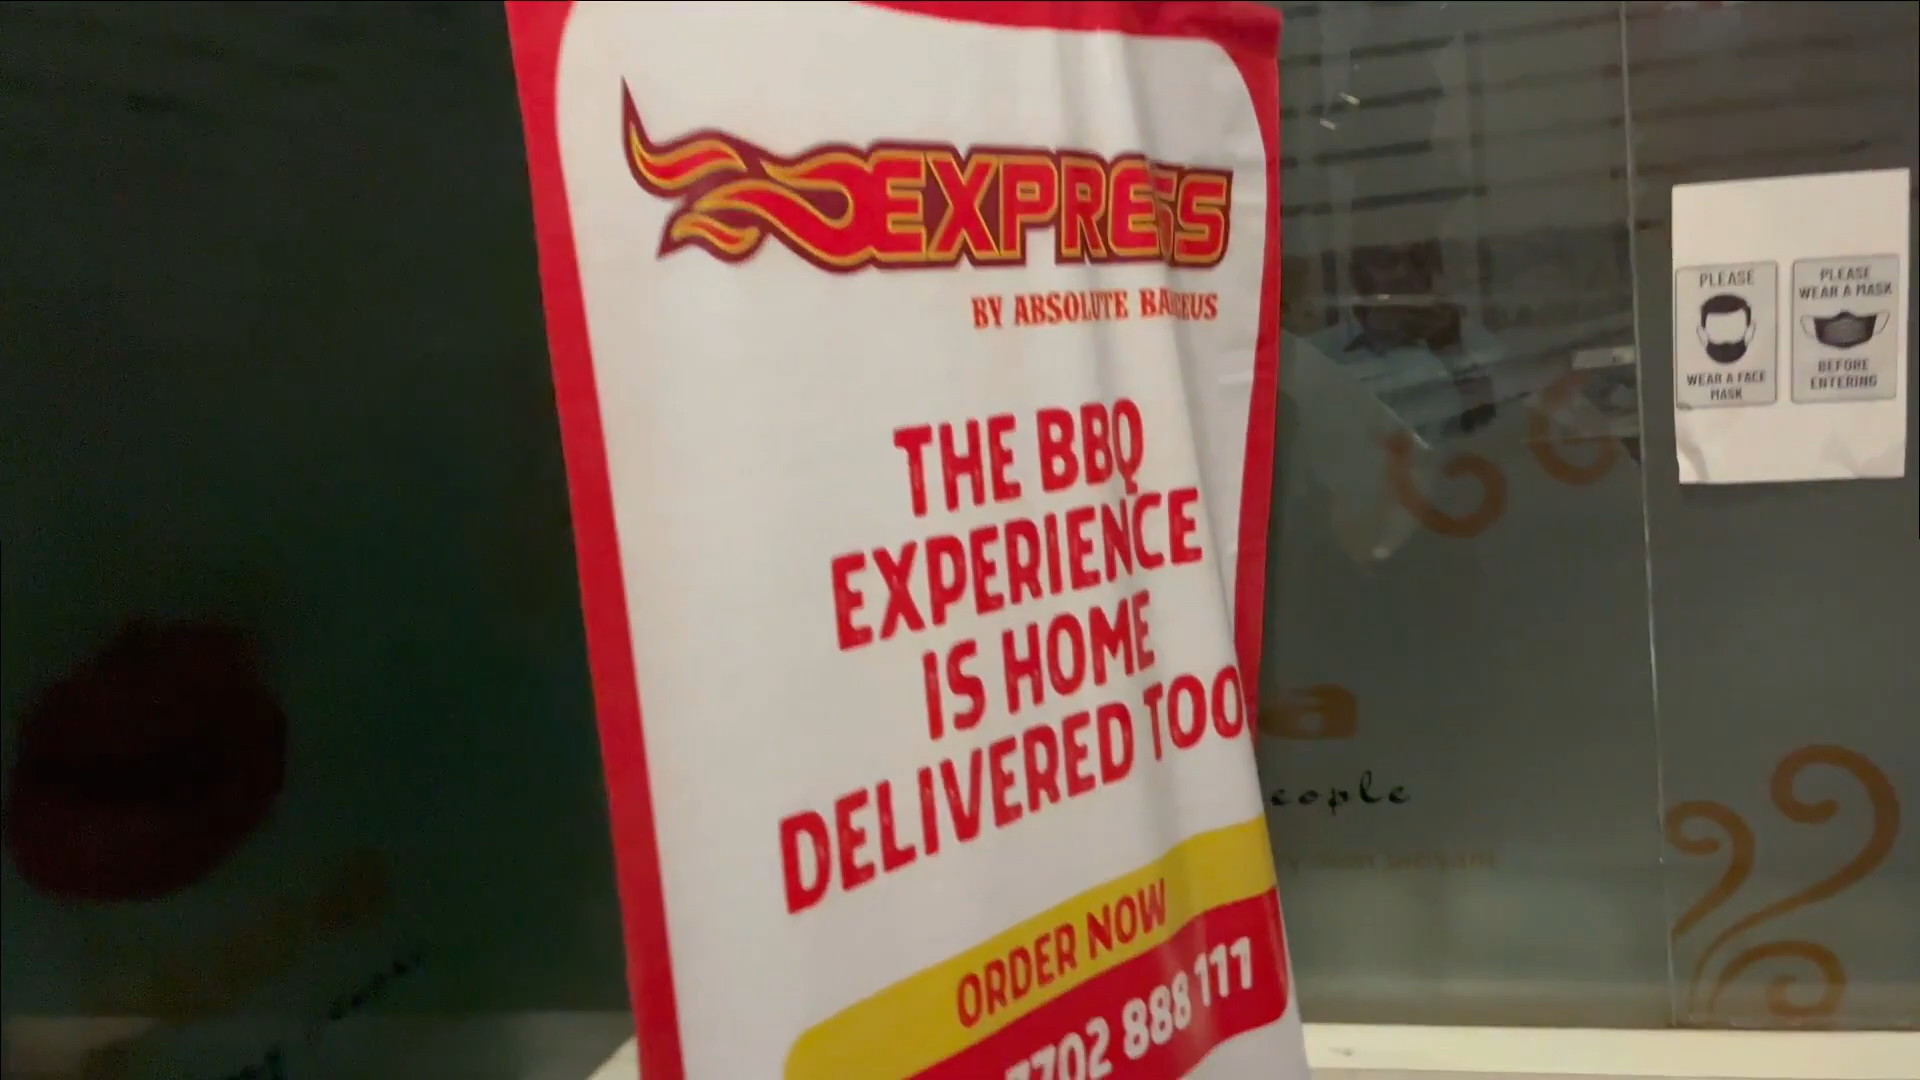 EXPRESS
BY ABSOLUTE
THE BBQ
EXPERIENCE
IS HOME
DELIVERED TOO
ORDER NOW
7702 888 111
PLEASE
WEAR A FACE
MASK
PLEASE
WEAR A MASK
BEFORE
ENTERING
eople